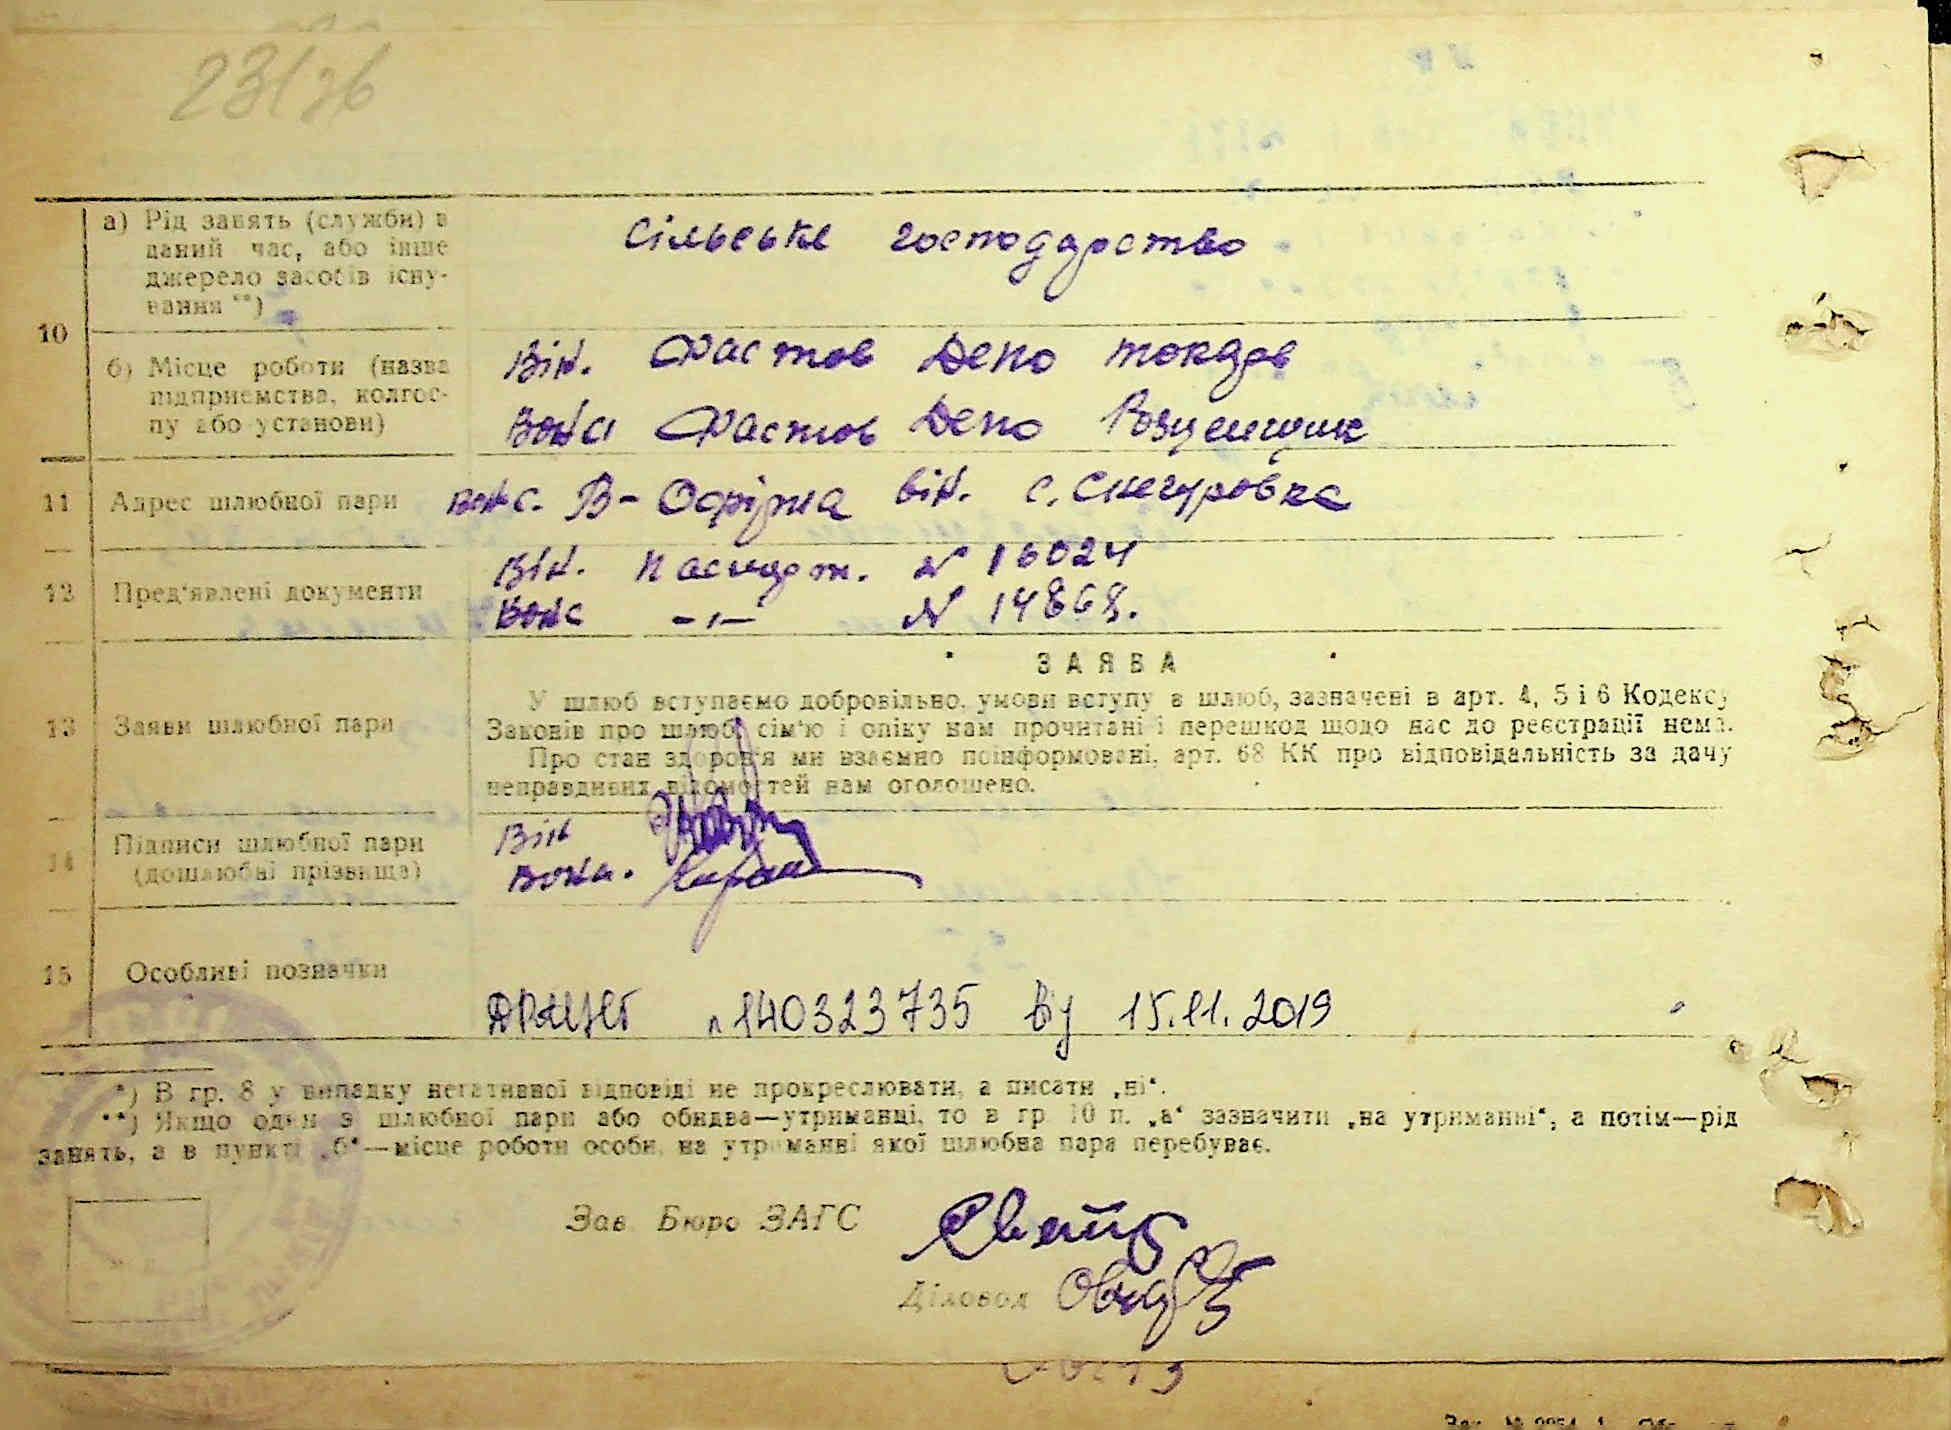 23/36
а) Рід занять (служби) в
даний час, або інше
джерело засобів існу-
вання **)
Сільське господарство
10
б) Місце роботи (назва
підприємства, колгос-
пу або установи)
Він. Фастов Депо токарь
Вона Фастов Депо
11 Адрес шлюбної пари Вона. В-Офірна він. с. Снегуровка
12 Пред'явлені документи
Він. Паспорт. N 16024
Вона —„— N 14868.
13 Заяви шлюбної пари
ЗАЯВА
У шлюб вступаємо добровільно, умови вступу в шлюб, зазначені в арт. 4, 5 і 6 Кодексу
Законів про шлюб, сім'ю і опіку нам прочитані і перешкод щодо нас до реєстрації нема.
Про стан здоров'я ми взаємно поінформовані, арт. 68 КК про відповідальність за дачу
неправдивих відомостей нам оголошено.
14 Підписи шлюбної пари
(дошлюбні прізвища)
Він
Вона.
15 Особливі позначки
140323735 від 15.11.2019
*) В гр. 8 у випадку негативної відповіді не прокреслювати, а писати „ні“.
**) Якщо один з шлюбної пари або обидва—утриманці, то в гр 10 п. „а“ зазначити „на утриманні“, а потім—рід
занять, а в пункті „б“—місце роботи особи, на утриманні якої шлюбна пара перебуває.
Зав. Бюро ЗАГС
Діловод